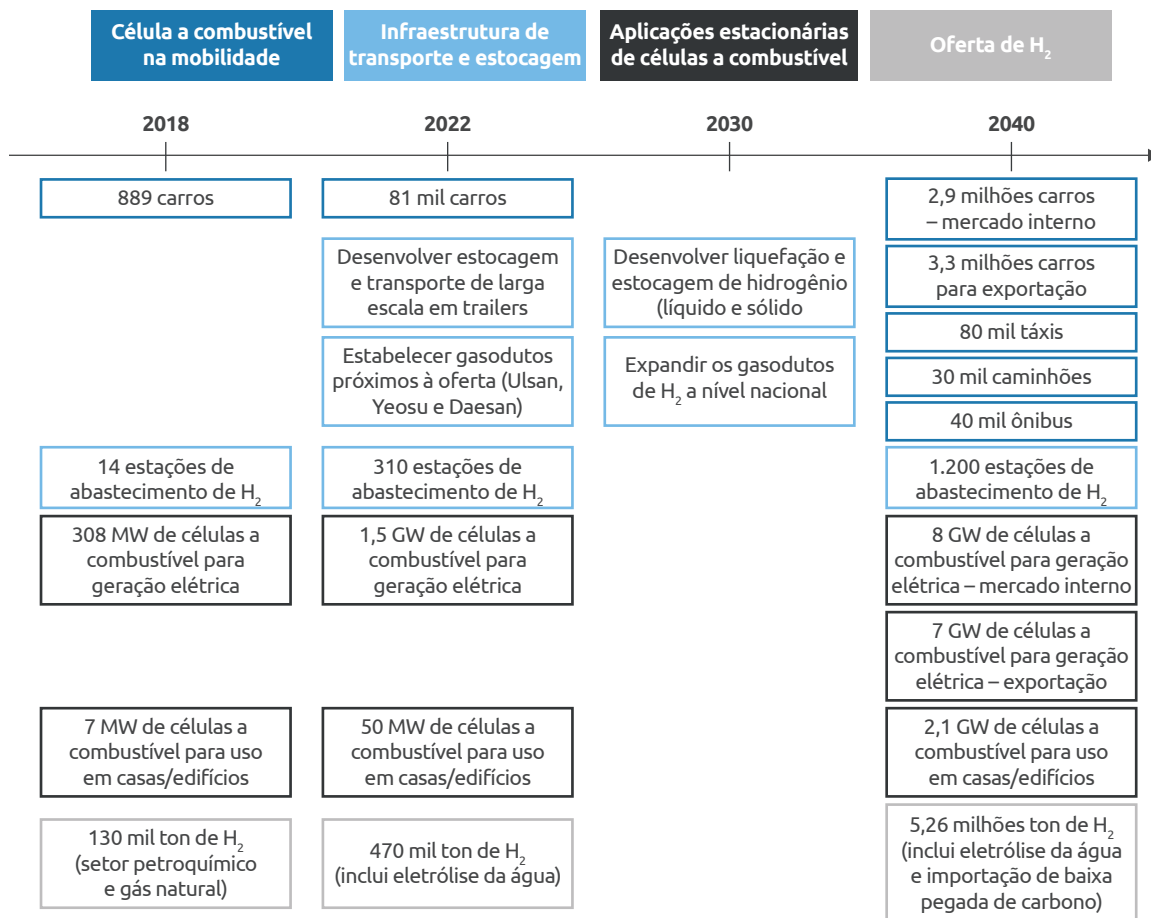 Célula a combustível
na mobilidade
Infraestrutura de
transporte e estocagem
Aplicações estacionárias
de células a combustível
Oferta de H₂
2018
2022
2030
2040
889 carros
81 mil carros
2,9 milhões carros
– mercado interno
Desenvolver estocagem
e transporte de larga
escala em trailers
Desenvolver liquefação e
estocagem de hidrogênio
(líquido e sólido
3,3 milhões carros
para exportação
80 mil táxis
Estabelecer gasodutos
próximos à oferta (Ulsan,
Yeosu e Daesan)
Expandir os gasodutos
de H₂ a nível nacional
30 mil caminhões
40 mil ônibus
14 estações de
abastecimento de H₂
310 estações de
abastecimento de H₂
1.200 estações de
abastecimento de H₂
308 MW de células a
combustível para
geração elétrica
1,5 GW de células a
combustível para
geração elétrica
8 GW de células a
combustível para geração
elétrica – mercado interno
7 GW de células a
combustível para geração
elétrica – exportação
7 MW de células a
combustível para uso
em casas/edifícios
50 MW de células a
combustível para uso
em casas/edifícios
2,1 GW de células a
combustível para uso
em casas/edifícios
130 mil ton de H₂
(setor petroquímico
e gás natural)
470 mil ton de H₂
(inclui eletrólise da água)
5,26 milhões ton de H₂
(inclui eletrólise da água
e importação de baixa
pegada de carbono)